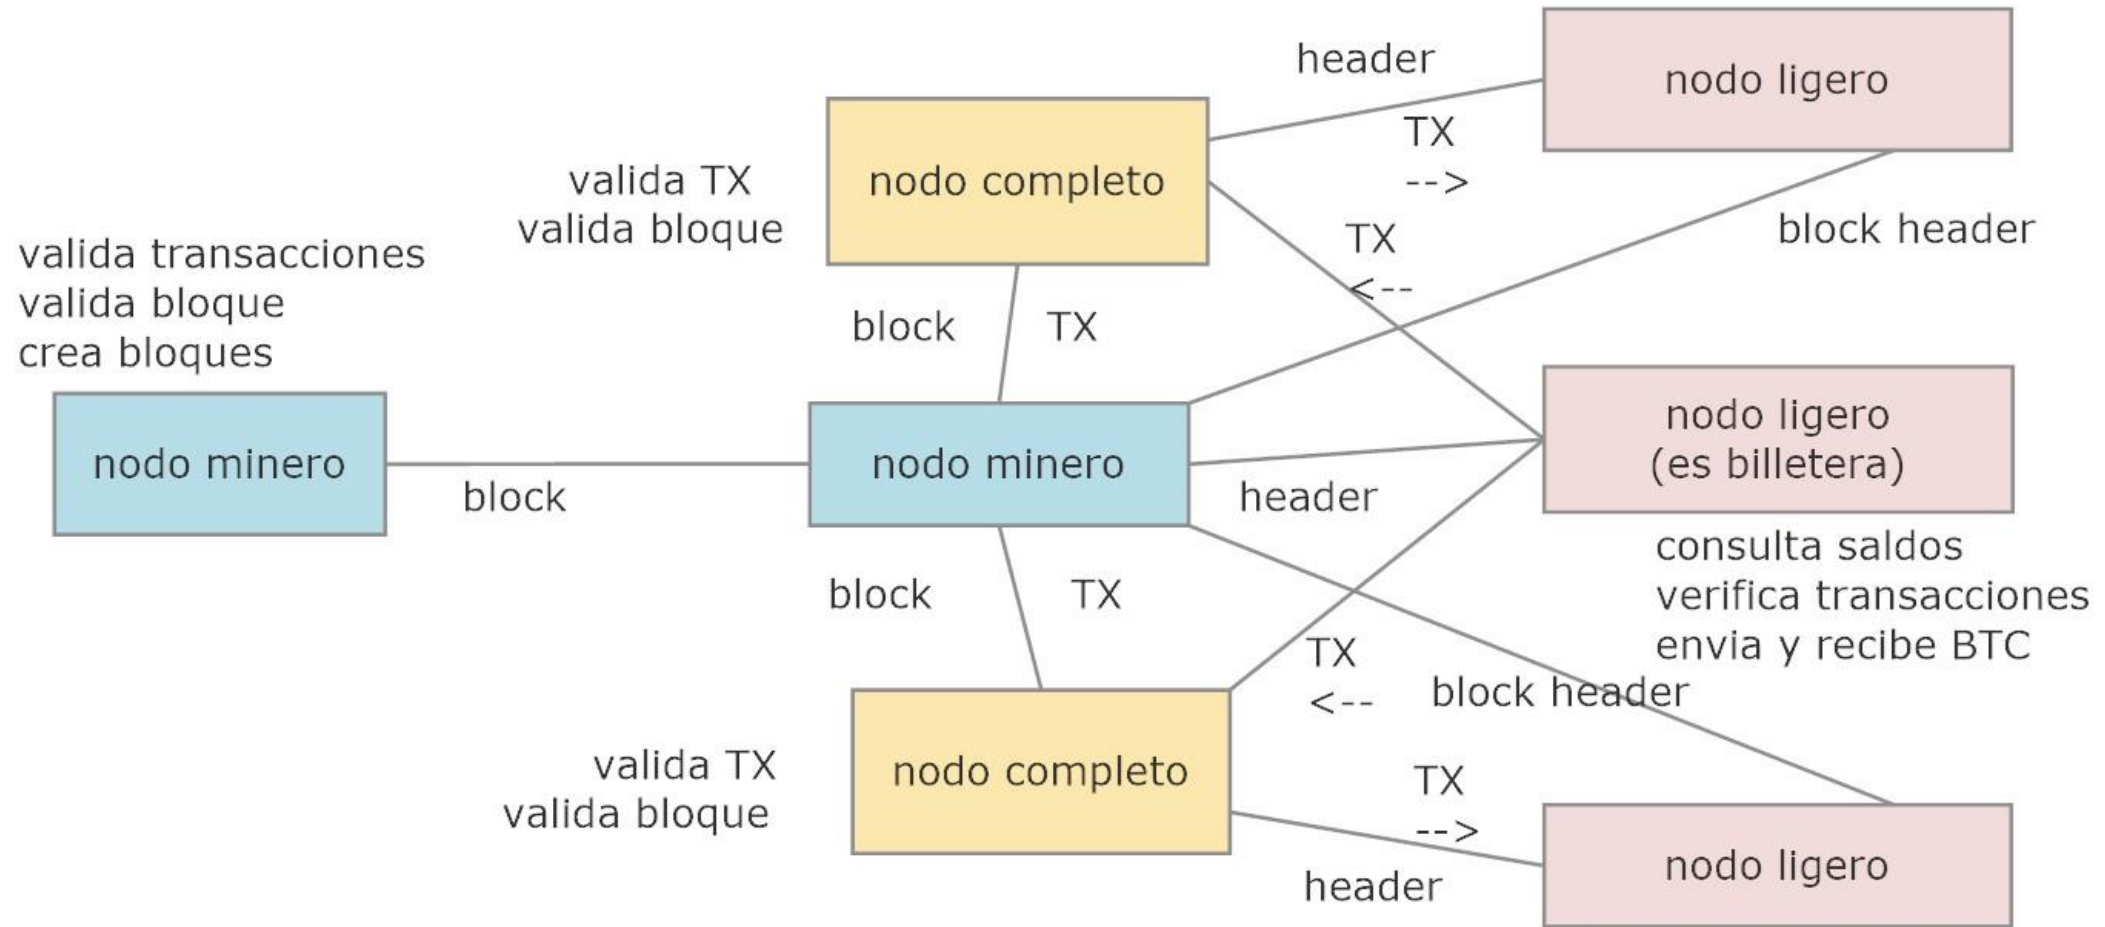 header
nodo ligero
TX
-->
valida TX
valida bloque
nodo completo
TX
<--
block header
valida transacciones
valida bloque
crea bloques
block
TX
nodo minero
block
nodo minero
header
nodo ligero
(es billetera)
consulta saldos
verifica transacciones
envia y recibe BTC
block
TX
TX
<--
block header
valida TX
valida bloque
nodo completo
TX
-->
header
nodo ligero